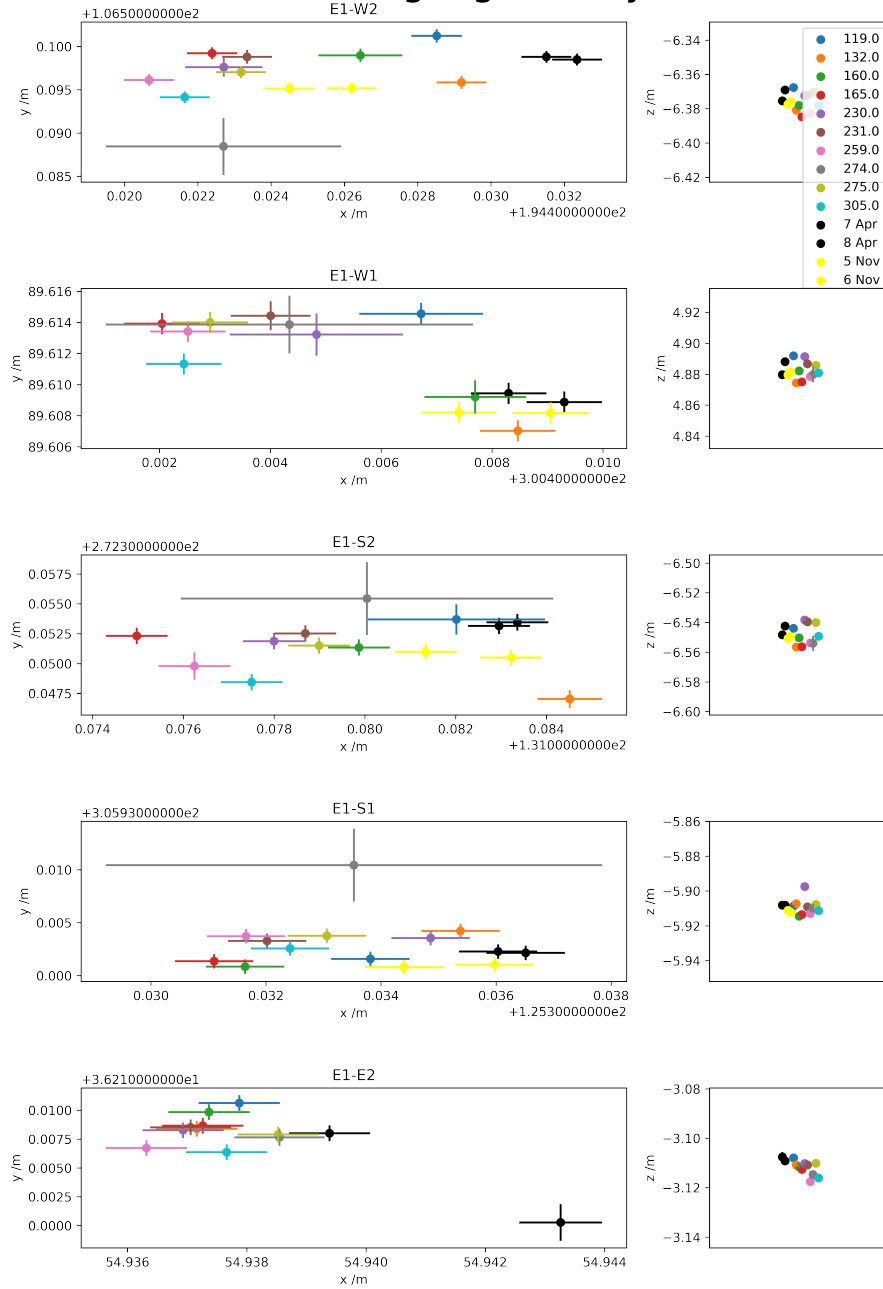 +1.0650000000e2
E1-W2
y /m
0.100
0.095
0.090
0.085
0.020
0.022
0.024
0.026
0.028
0.030
0.032
x /m
+1.9440000000e2
z /m
−6.34
−6.36
−6.38
−6.40
−6.42
119.0
132.0
160.0
165.0
230.0
231.0
259.0
274.0
275.0
305.0
7 Apr
8 Apr
5 Nov
6 Nov
E1-W1
y /m
89.616
89.614
89.612
89.610
89.608
89.606
0.002
0.004
0.006
0.008
0.010
x /m
+3.0040000000e2
z /m
4.92
4.90
4.88
4.86
4.84
+2.7230000000e2
E1-S2
y /m
0.0575
0.0550
0.0525
0.0500
0.0475
0.074
0.076
0.078
0.080
0.082
0.084
x /m
+1.3100000000e2
z /m
−6.50
−6.52
−6.54
−6.56
−6.58
−6.60
+3.0593000000e2
E1-S1
y /m
0.010
0.005
0.000
0.030
0.032
0.034
0.036
0.038
x /m
+1.2530000000e2
z /m
−5.86
−5.88
−5.90
−5.92
−5.94
+3.6210000000e1
E1-E2
y /m
0.0100
0.0075
0.0050
0.0025
0.0000
54.936
54.938
54.940
54.942
54.944
x /m
z /m
−3.08
−3.10
−3.12
−3.14